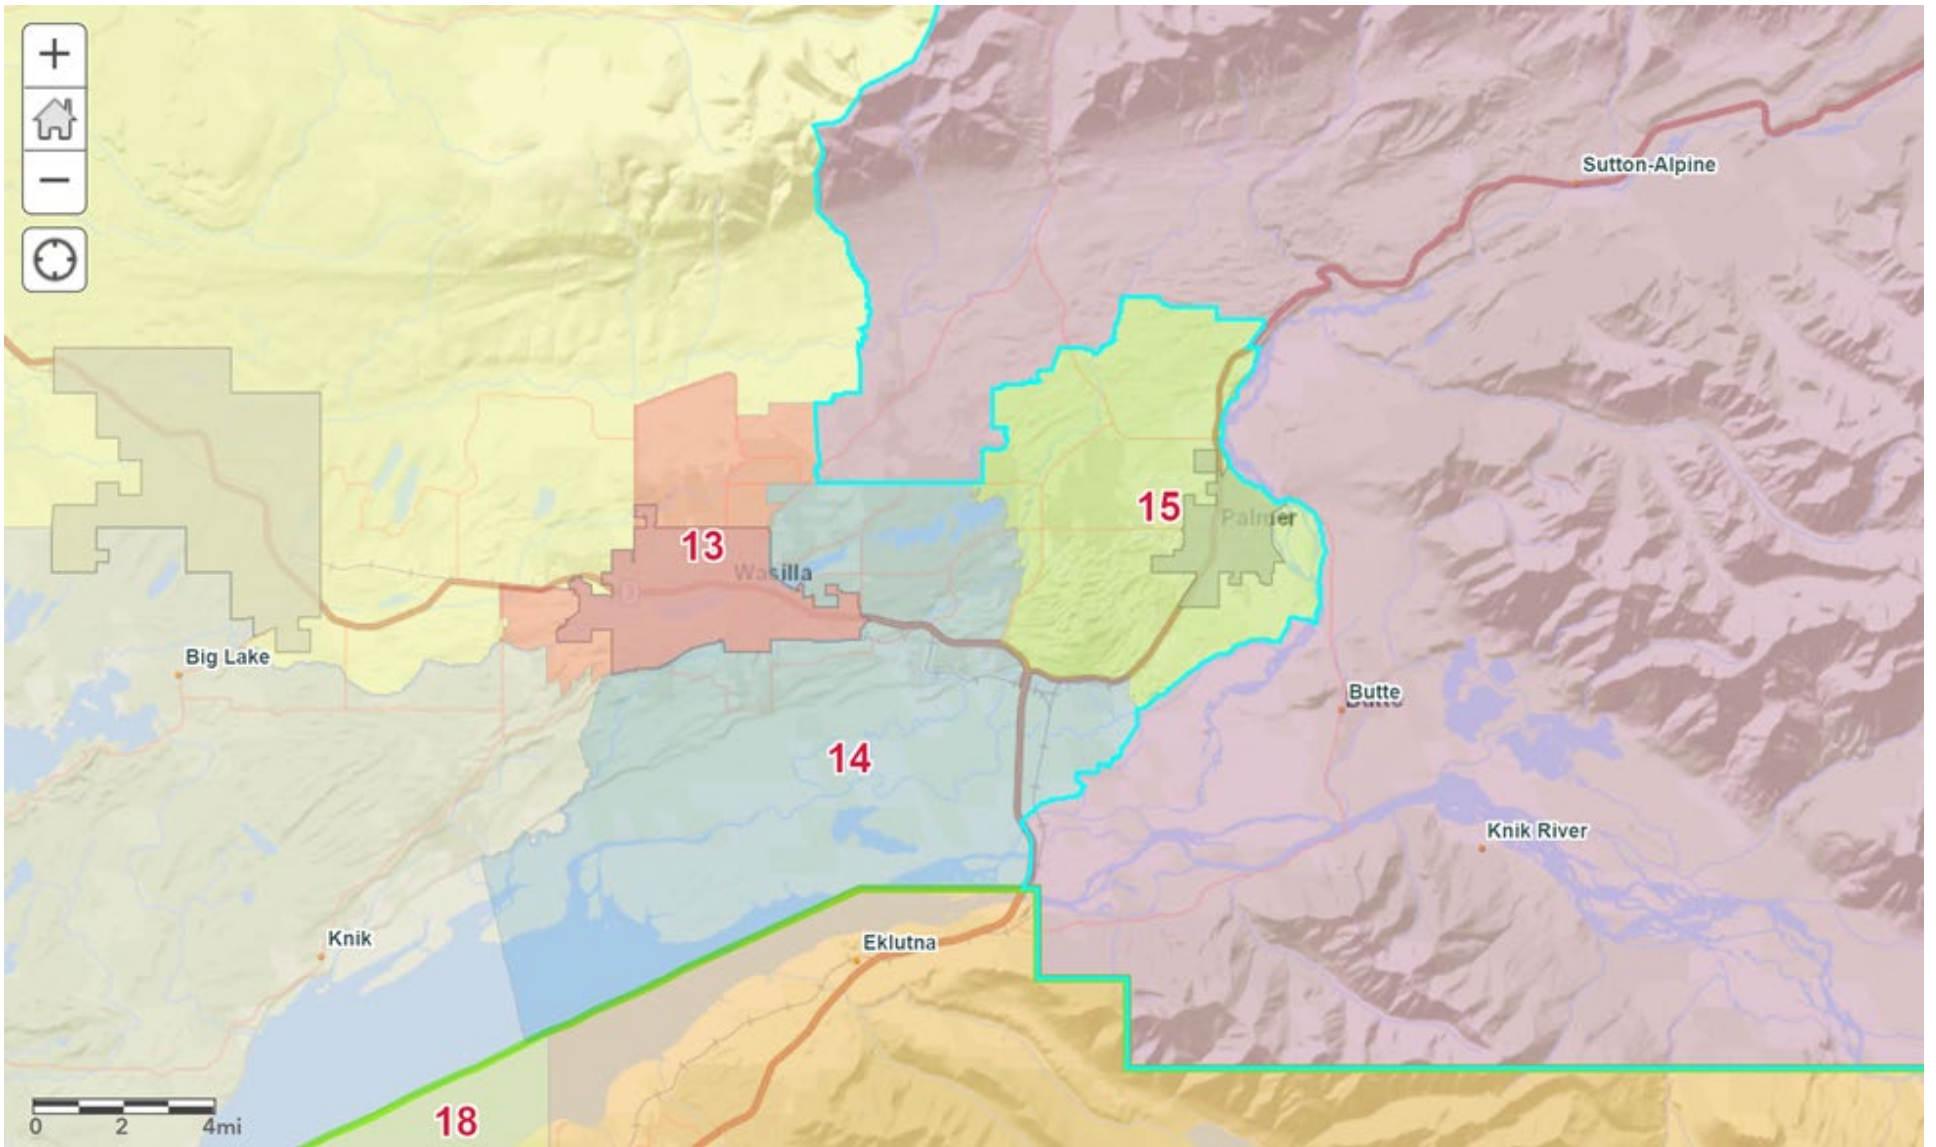 +
−
Sutton-Alpine
15
Palmer
13
Wasilla
Big Lake
Butte
14
Knik River
Knik
Eklutna
0 2 4mi
18